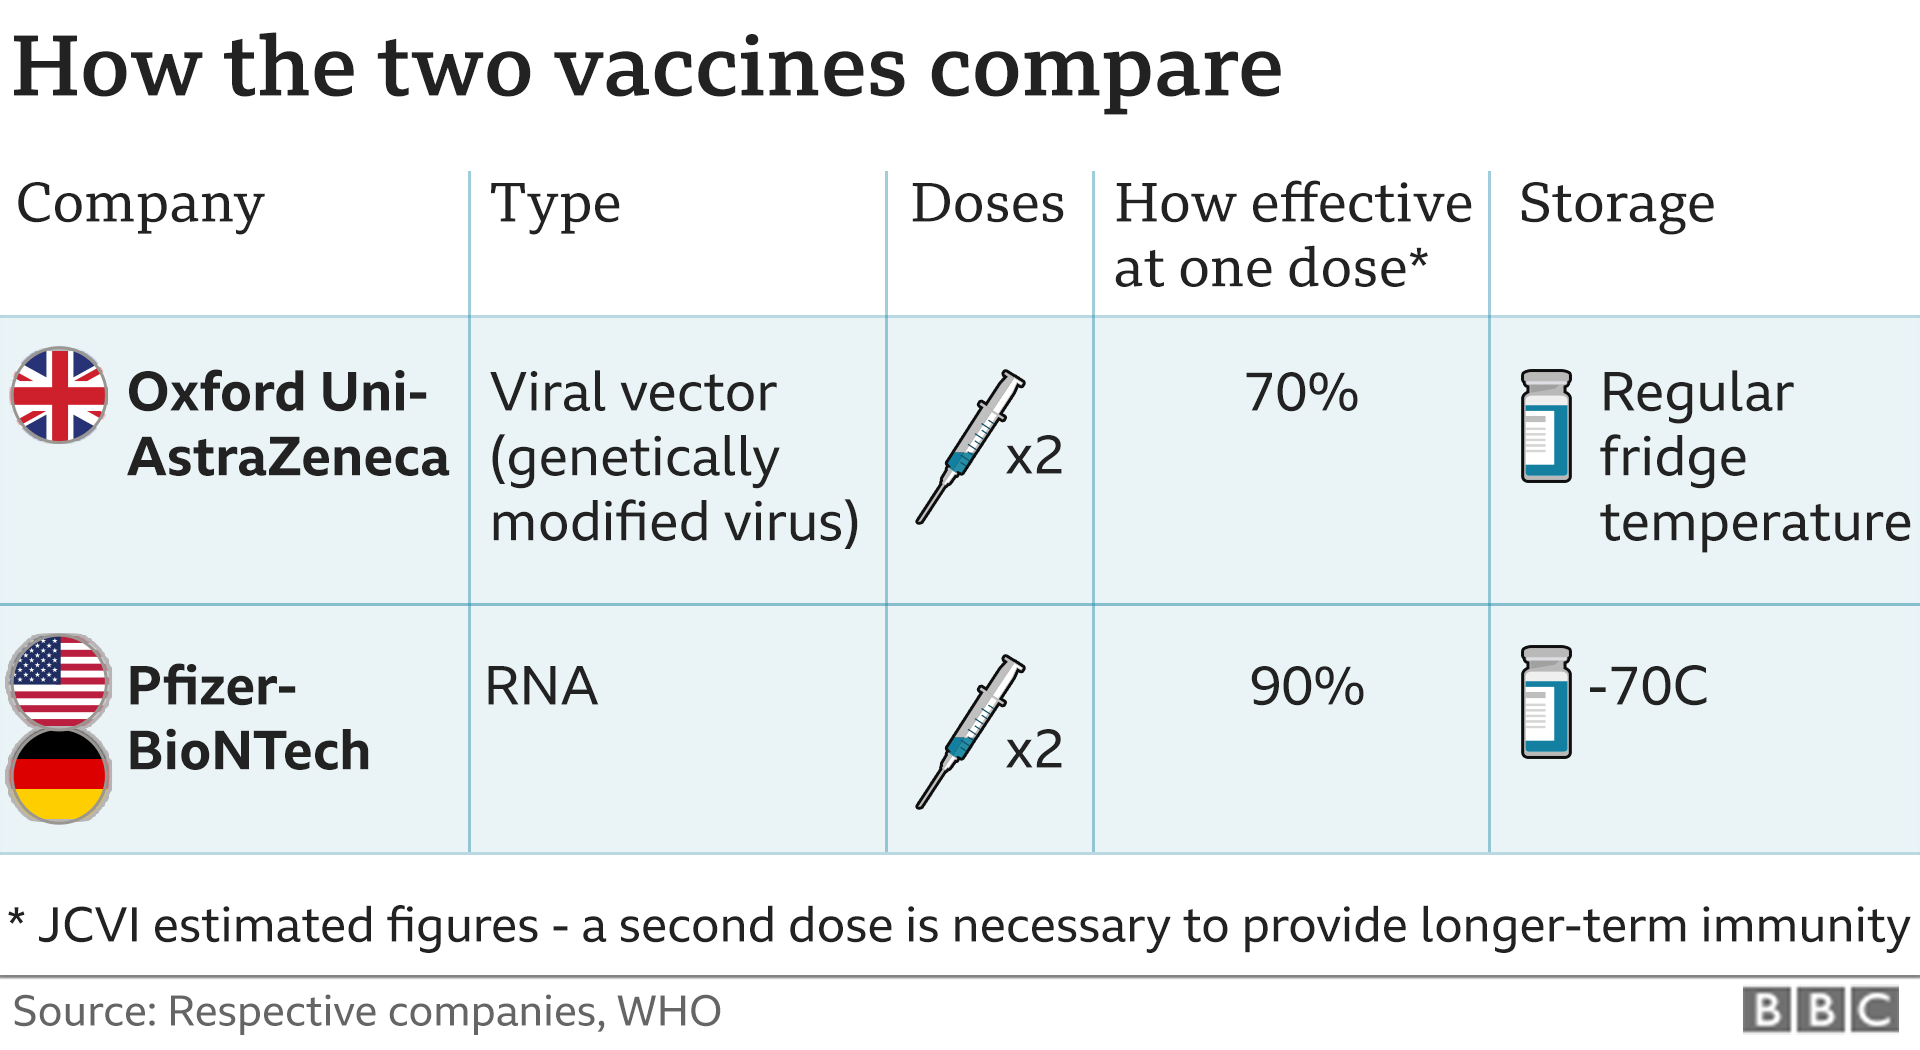 How the two vaccines compare
Company
Type
Doses
How effective
at one dose*
Storage
Oxford Uni-
AstraZeneca
Viral vector
(genetically
modified virus)
x2
70%
Regular
fridge
temperature
Pfizer-
BioNTech
RNA
x2
90%
-70C
* JCVI estimated figures - a second dose is necessary to provide longer-term immunity
Source: Respective companies, WHO
BBC